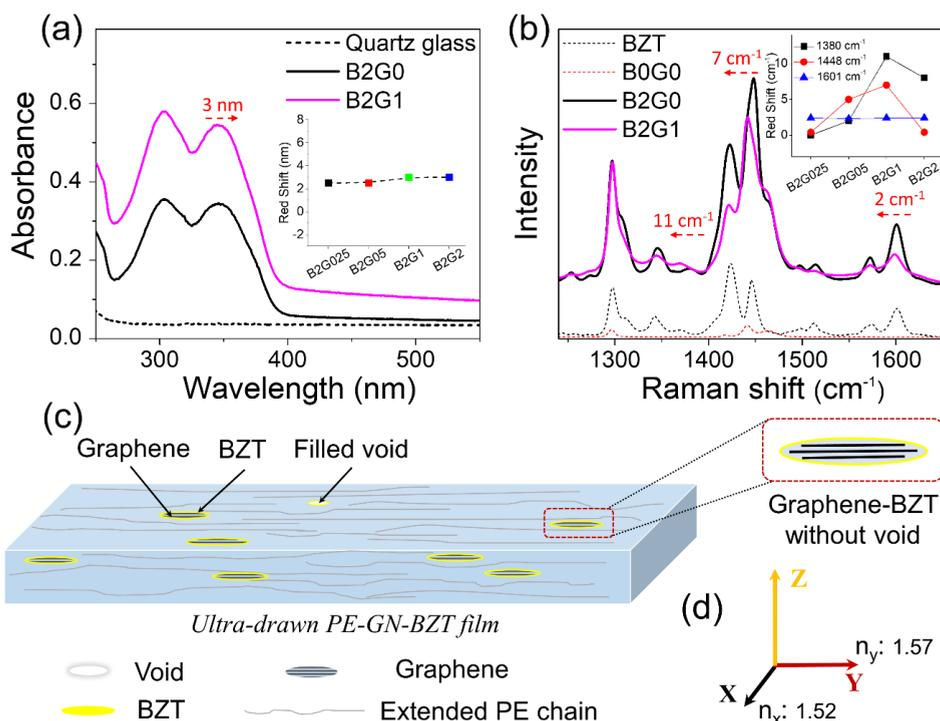 (a)
Absorbance
0.6
0.4
0.2
0.0
300
400
500
Wavelength (nm)
Quartz glass
B2G0
B2G1
3 nm
Red Shift (nm)
8
6
4
2
0
-2
B2G025
B2G05
B2G1
B2G2
(b)
Intensity
BZT
B0G0
B2G0
B2G1
7 cm⁻¹
11 cm⁻¹
2 cm⁻¹
1380 cm⁻¹
1448 cm⁻¹
1601 cm⁻¹
Red Shift (cm⁻¹)
10
5
0
B2G025
B2G05
B2G1
B2G2
1300
1400
1500
1600
Raman shift (cm⁻¹)
(c)
Graphene
BZT
Filled void
Graphene-BZT
without void
Ultra-drawn PE-GN-BZT film
Void
Graphene
BZT
Extended PE chain
(d)
Z
nᵧ: 1.57
Y
X
nₓ: 1.52